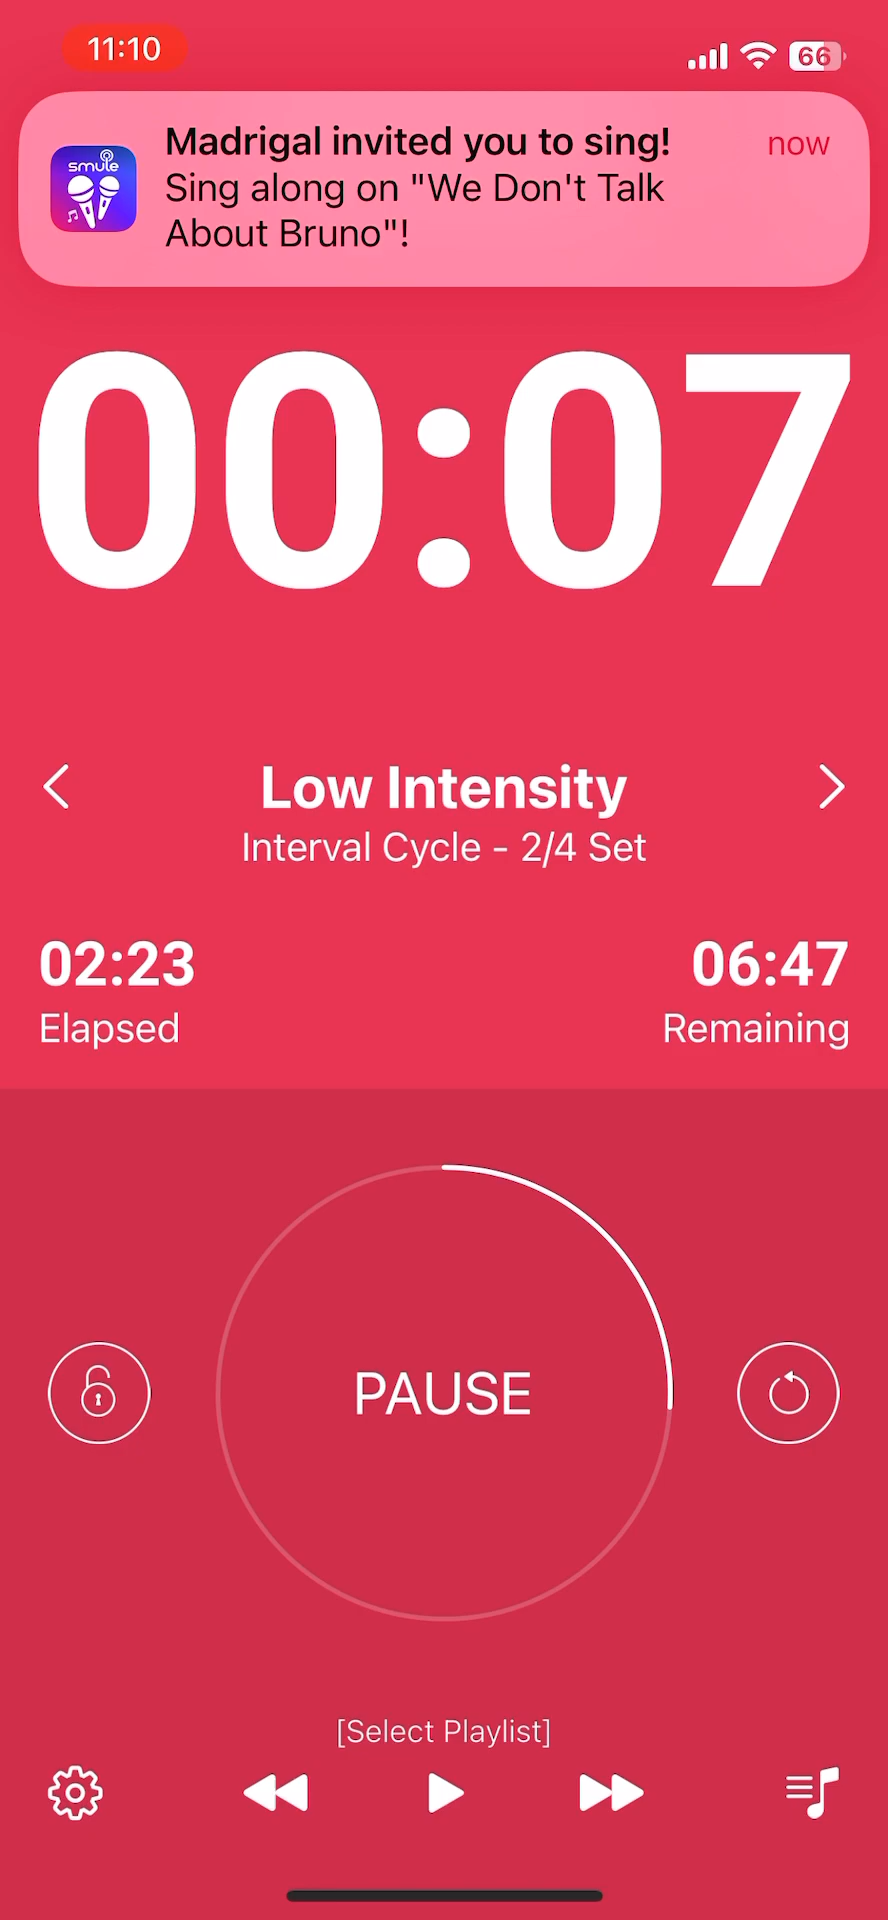 11:10
66
smule
Madrigal invited you to sing!
now
Sing along on "We Don't Talk
About Bruno"!
00:07
Low Intensity
Interval Cycle - 2/4 Set
02:23
06:47
Elapsed
Remaining
PAUSE
[Select Playlist]